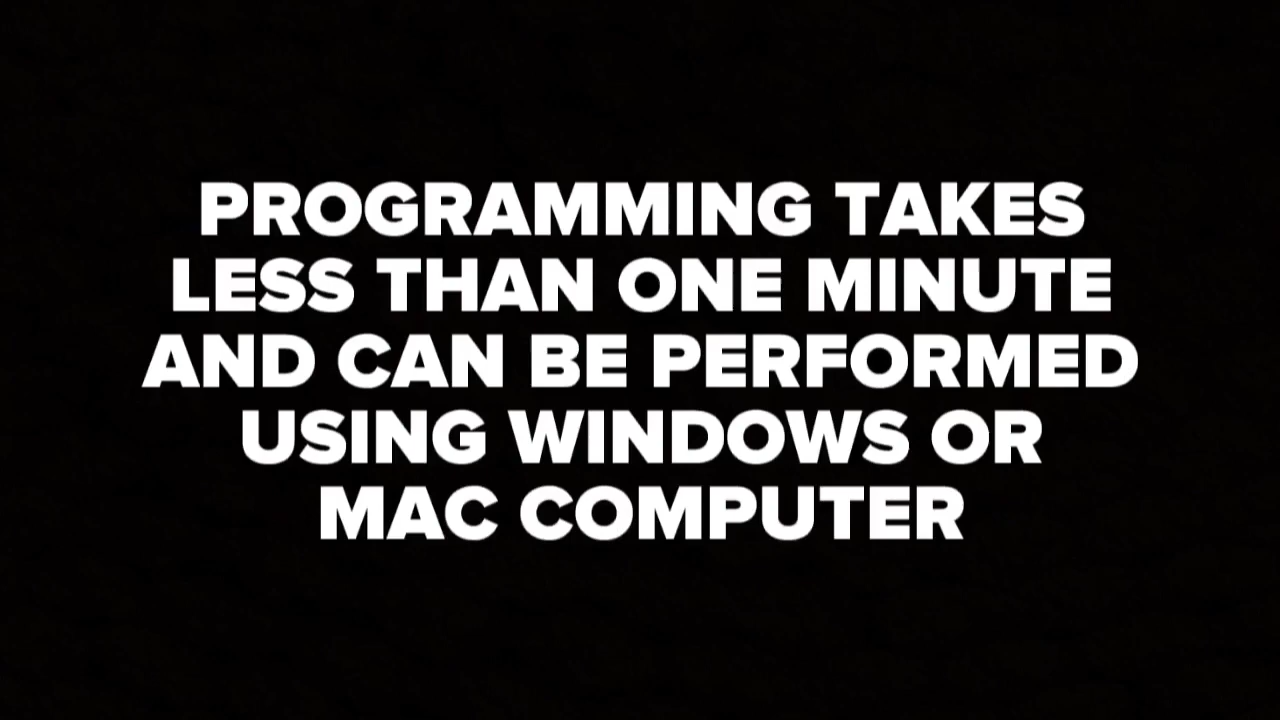 PROGRAMMING TAKES
LESS THAN ONE MINUTE
AND CAN BE PERFORMED
USING WINDOWS OR
MAC COMPUTER